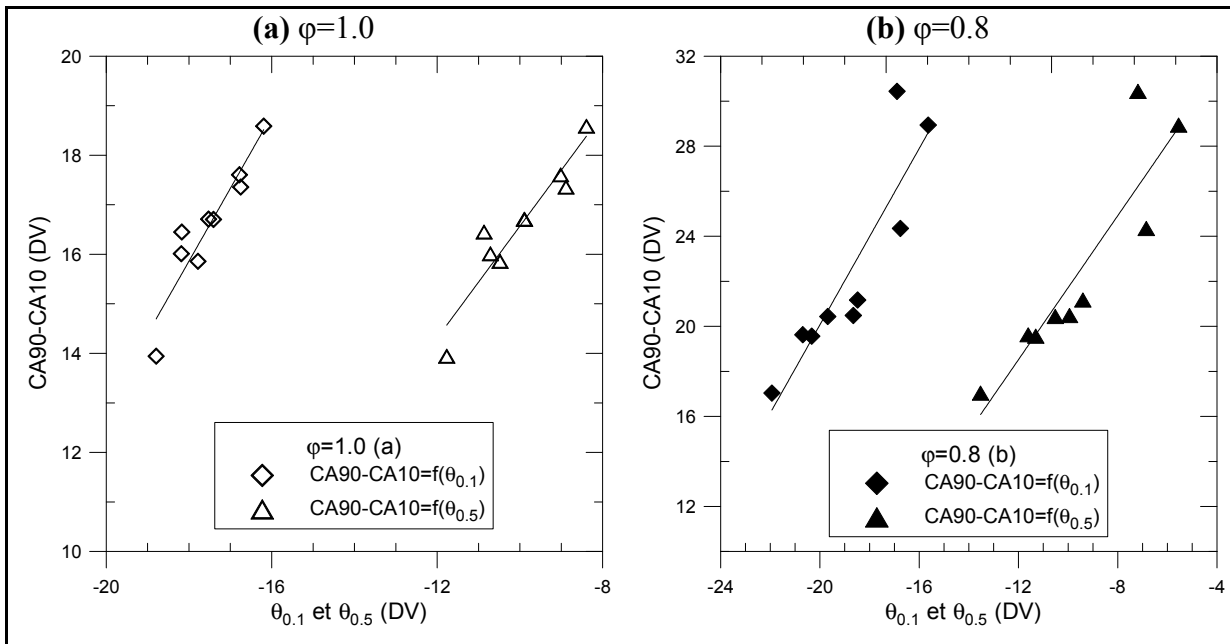 (a) φ=1.0
CA90-CA10 (DV)
20
18
16
14
12
10
-20
-16
-12
-8
θ0.1 et θ0.5 (DV)
φ=1.0 (a)
CA90-CA10=f(θ0.1)
CA90-CA10=f(θ0.5)
(b) φ=0.8
CA90-CA10 (DV)
32
28
24
20
16
12
-24
-20
-16
-12
-8
-4
θ0.1 et θ0.5 (DV)
φ=0.8 (b)
CA90-CA10=f(θ0.1)
CA90-CA10=f(θ0.5)